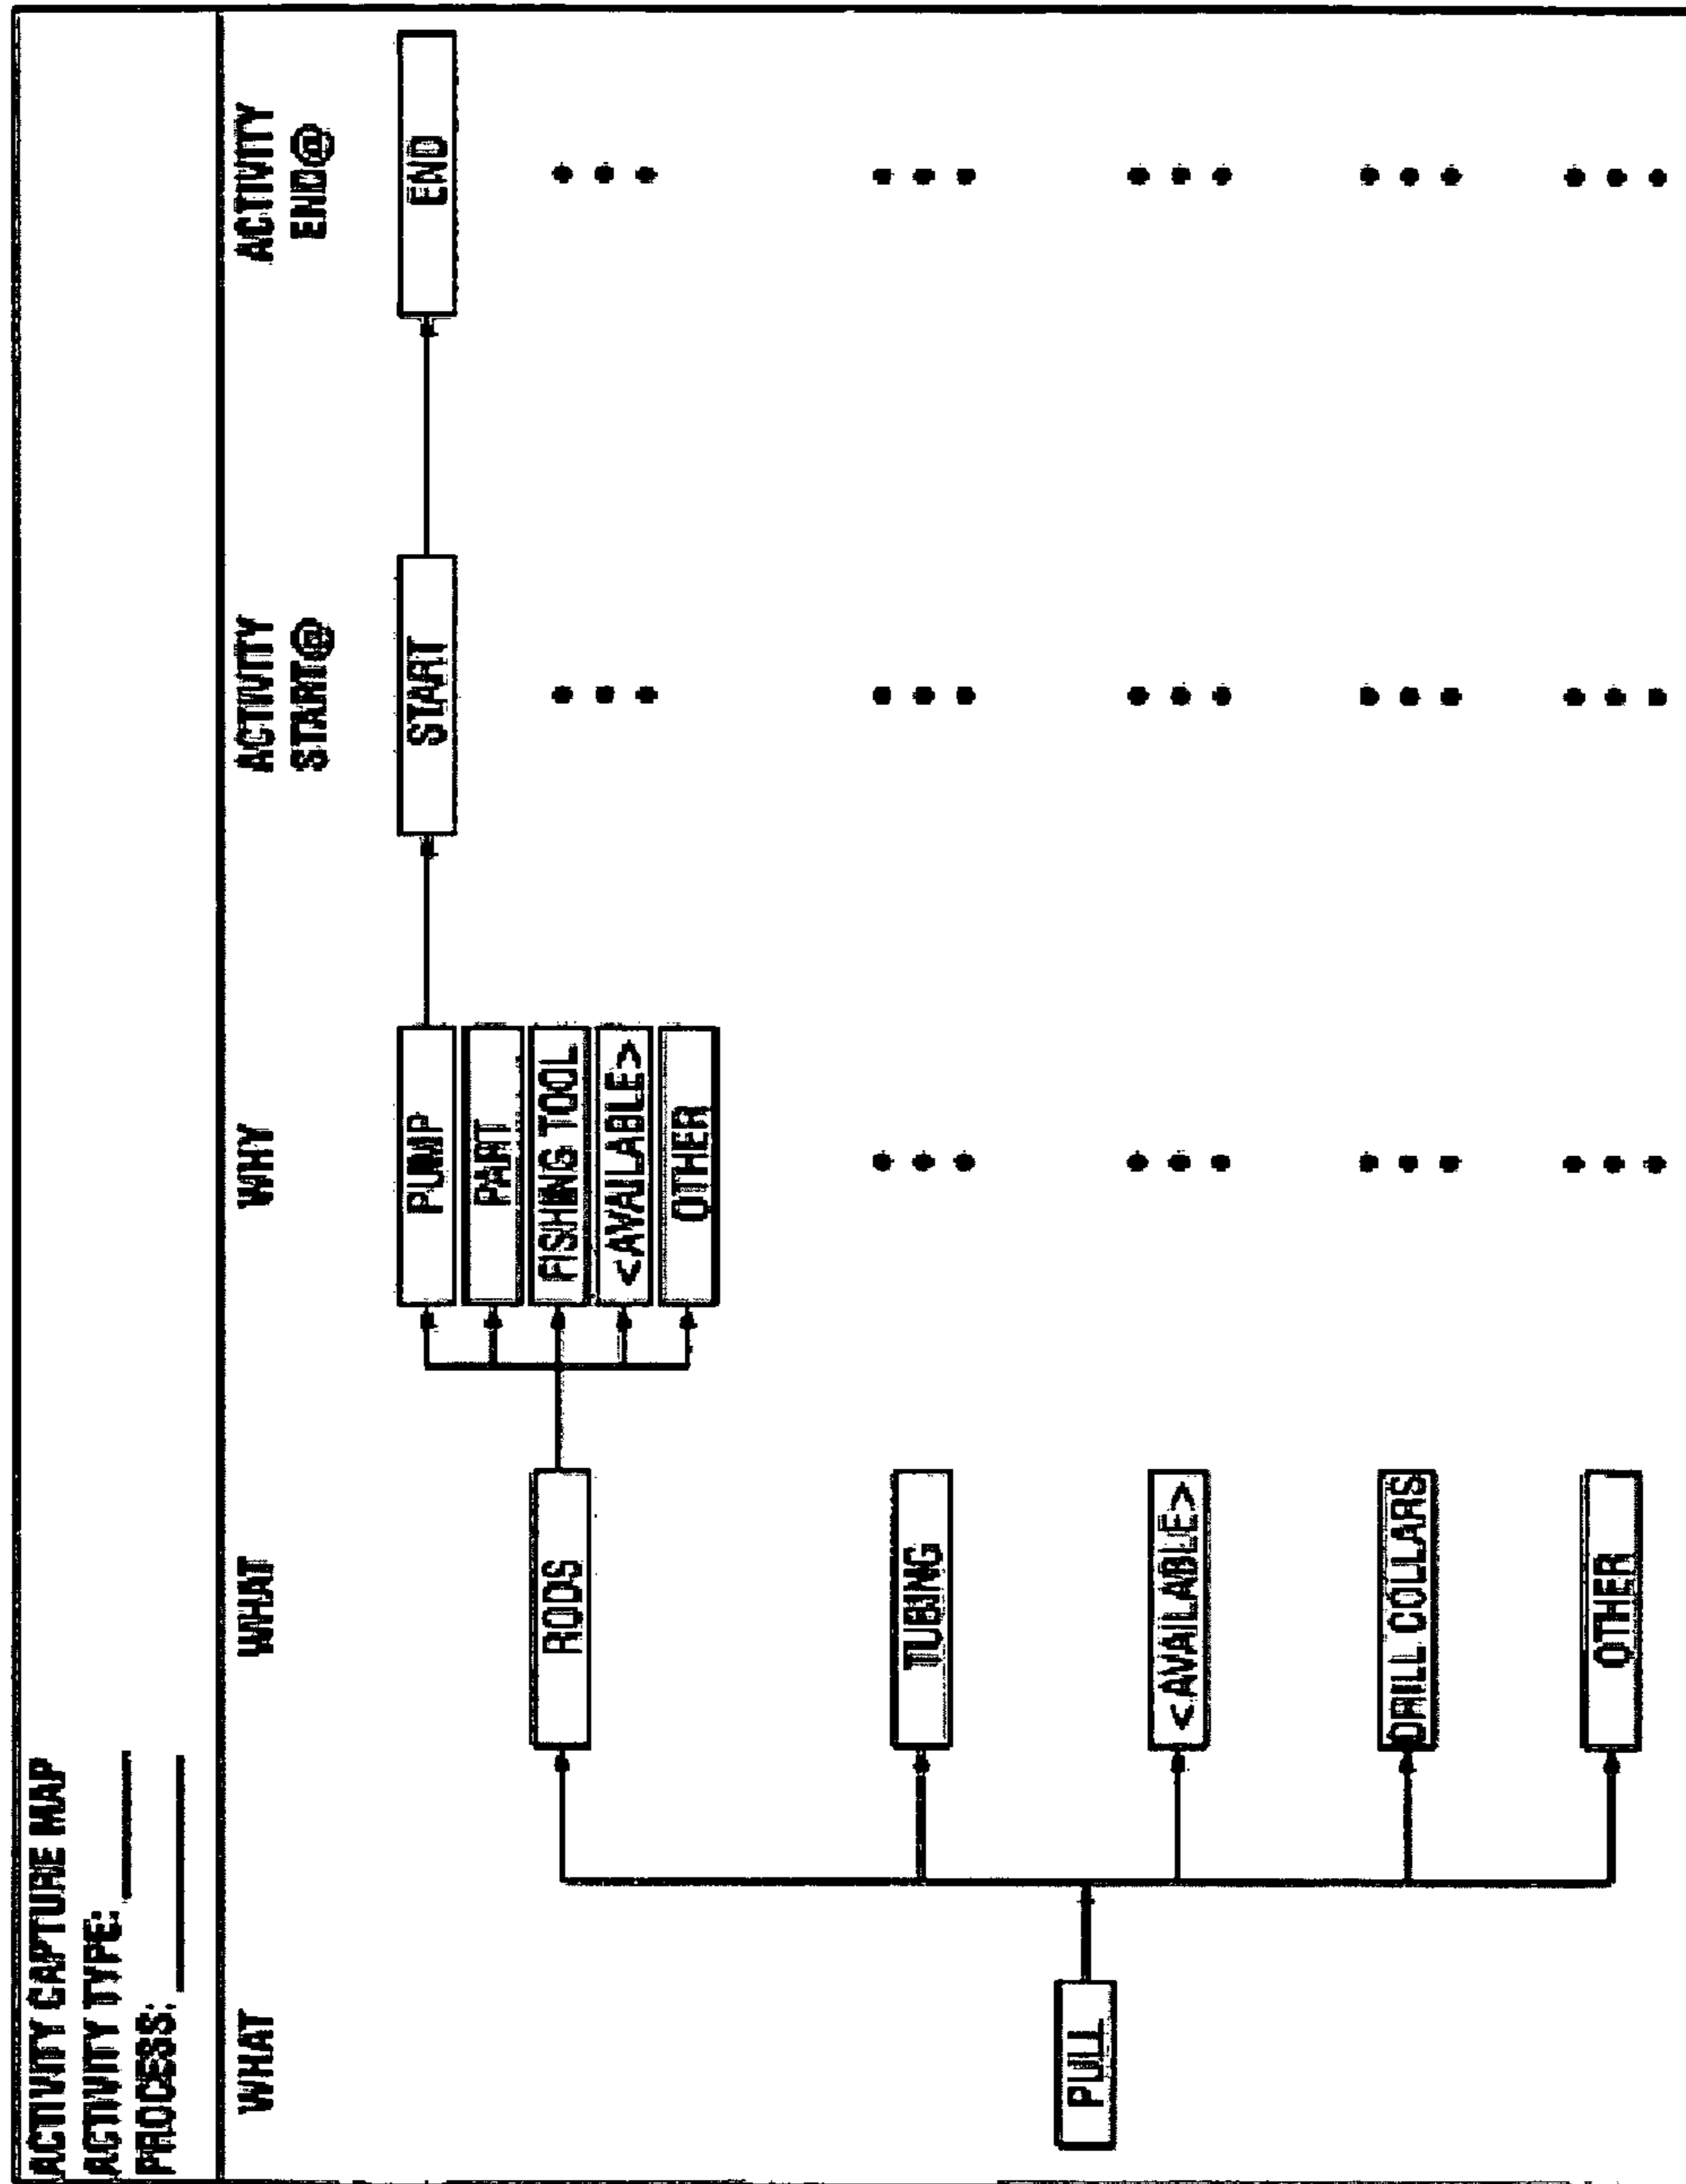 ACTIVITY CAPTURE MAP
ACTIVITY TYPE:
PROCESS:
WHAT
WHAT
WHY
ACTIVITY
START@
ACTIVITY
END@
PULL
RODS
TUBING
<AVAILABLE>
DRILL COLLARS
OTHER
PUMP
PART
FISHING TOOL
<AVAILABLE>
OTHER
START
END